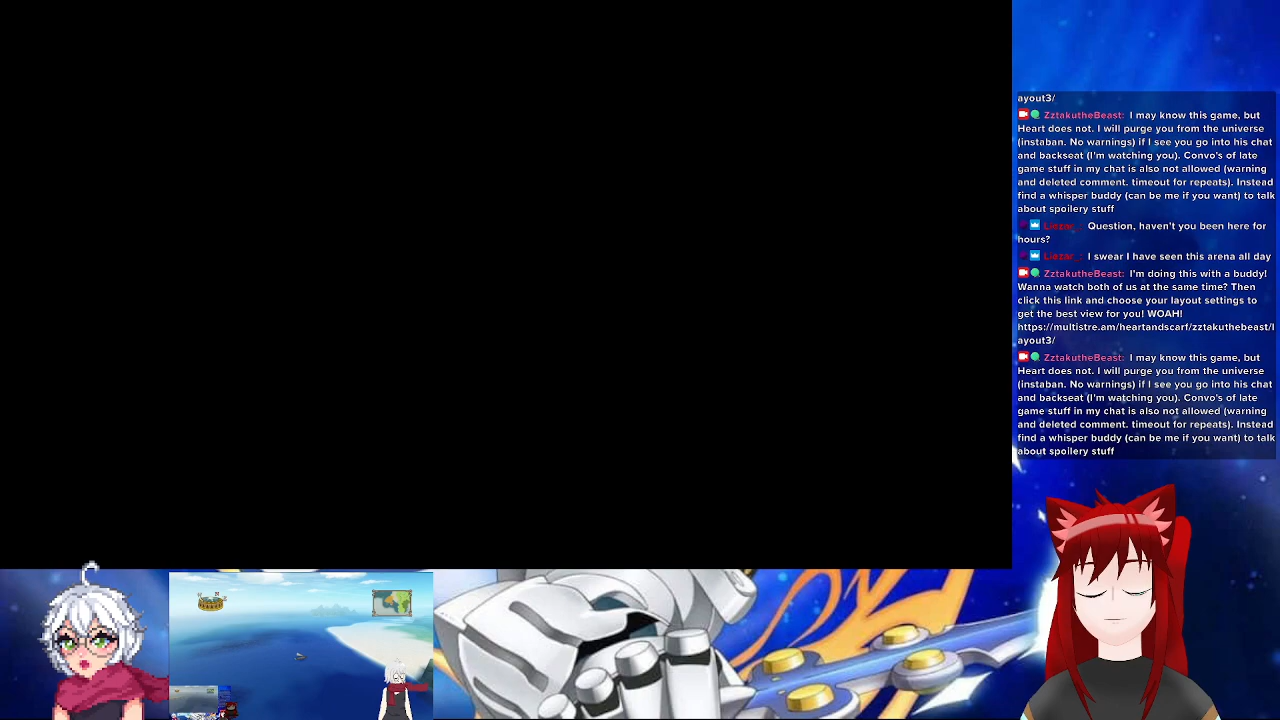 ayout3/
ZztakutheBeast: I may know this game, but
Heart does not. I will purge you from the universe
(instaban. No warnings) if I see you go into his chat
and backseat (I'm watching you). Convo's of late
game stuff in my chat is also not allowed (warning
and deleted comment. timeout for repeats). Instead
find a whisper buddy (can be me if you want) to talk
about spoilery stuff
Question, haven't you been here for
hours?
I swear I have seen this arena all day
ZztakutheBeast: I'm doing this with a buddy!
Wanna watch both of us at the same time? Then
click this link and choose your layout settings to
get the best view for you! WOAH!
https://multistre.am/heartandscarf/zztakuthebeast/l
ayout3/
ZztakutheBeast: I may know this game, but
Heart does not. I will purge you from the universe
(instaban. No warnings) if I see you go into his chat
and backseat (I'm watching you). Convo's of late
game stuff in my chat is also not allowed (warning
and deleted comment. timeout for repeats). Instead
find a whisper buddy (can be me if you want) to talk
about spoilery stuff